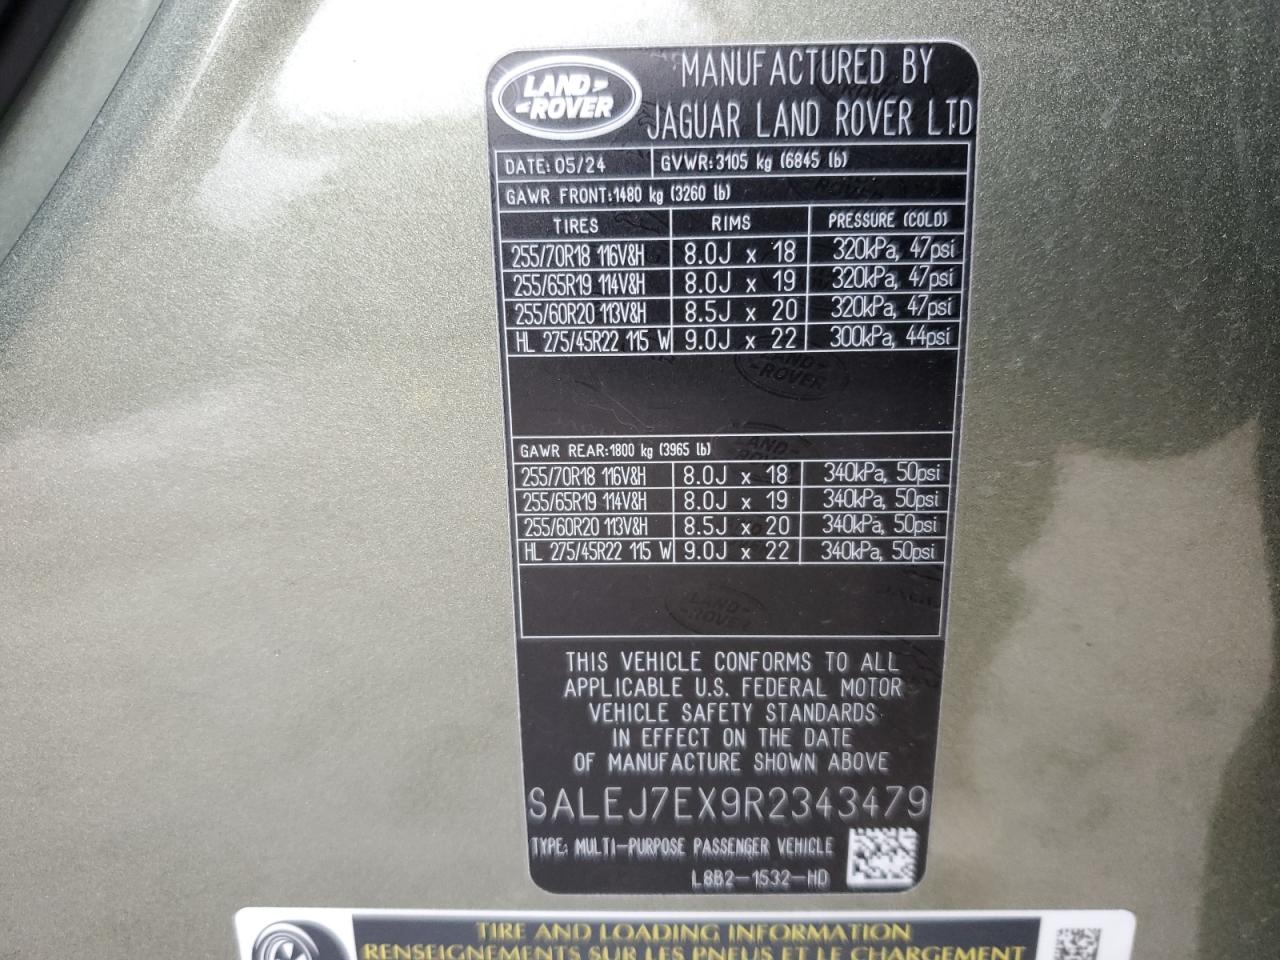 LAND ROVER
MANUFACTURED BY
JAGUAR LAND ROVER LTD
DATE: 05/24 GVWR: 3105 kg (6845 lb)
GAWR FRONT: 1480 kg (3260 lb)
TIRES RIMS PRESSURE (COLD)
255/70R18 116V&H 8.0J x 18 320kPa, 47psi
255/65R19 114V&H 8.0J x 19 320kPa, 47psi
255/60R20 113V&H 8.5J x 20 320kPa, 47psi
HL 275/45R22 115 W 9.0J x 22 300kPa, 44psi
GAWR REAR: 1800 kg (3965 lb)
255/70R18 116V&H 8.0J x 18 340kPa, 50psi
255/65R19 114V&H 8.0J x 19 340kPa, 50psi
255/60R20 113V&H 8.5J x 20 340kPa, 50psi
HL 275/45R22 115 W 9.0J x 22 340kPa, 50psi
THIS VEHICLE CONFORMS TO ALL
APPLICABLE U.S. FEDERAL MOTOR
VEHICLE SAFETY STANDARDS
IN EFFECT ON THE DATE
OF MANUFACTURE SHOWN ABOVE
SALEJ7EX9R2343479
TYPE: MULTI-PURPOSE PASSENGER VEHICLE
L8B2-1532-HD
TIRE AND LOADING INFORMATION
RENSEIGNEMENTS SUR LES PNEUS ET LE CHARGEMENT